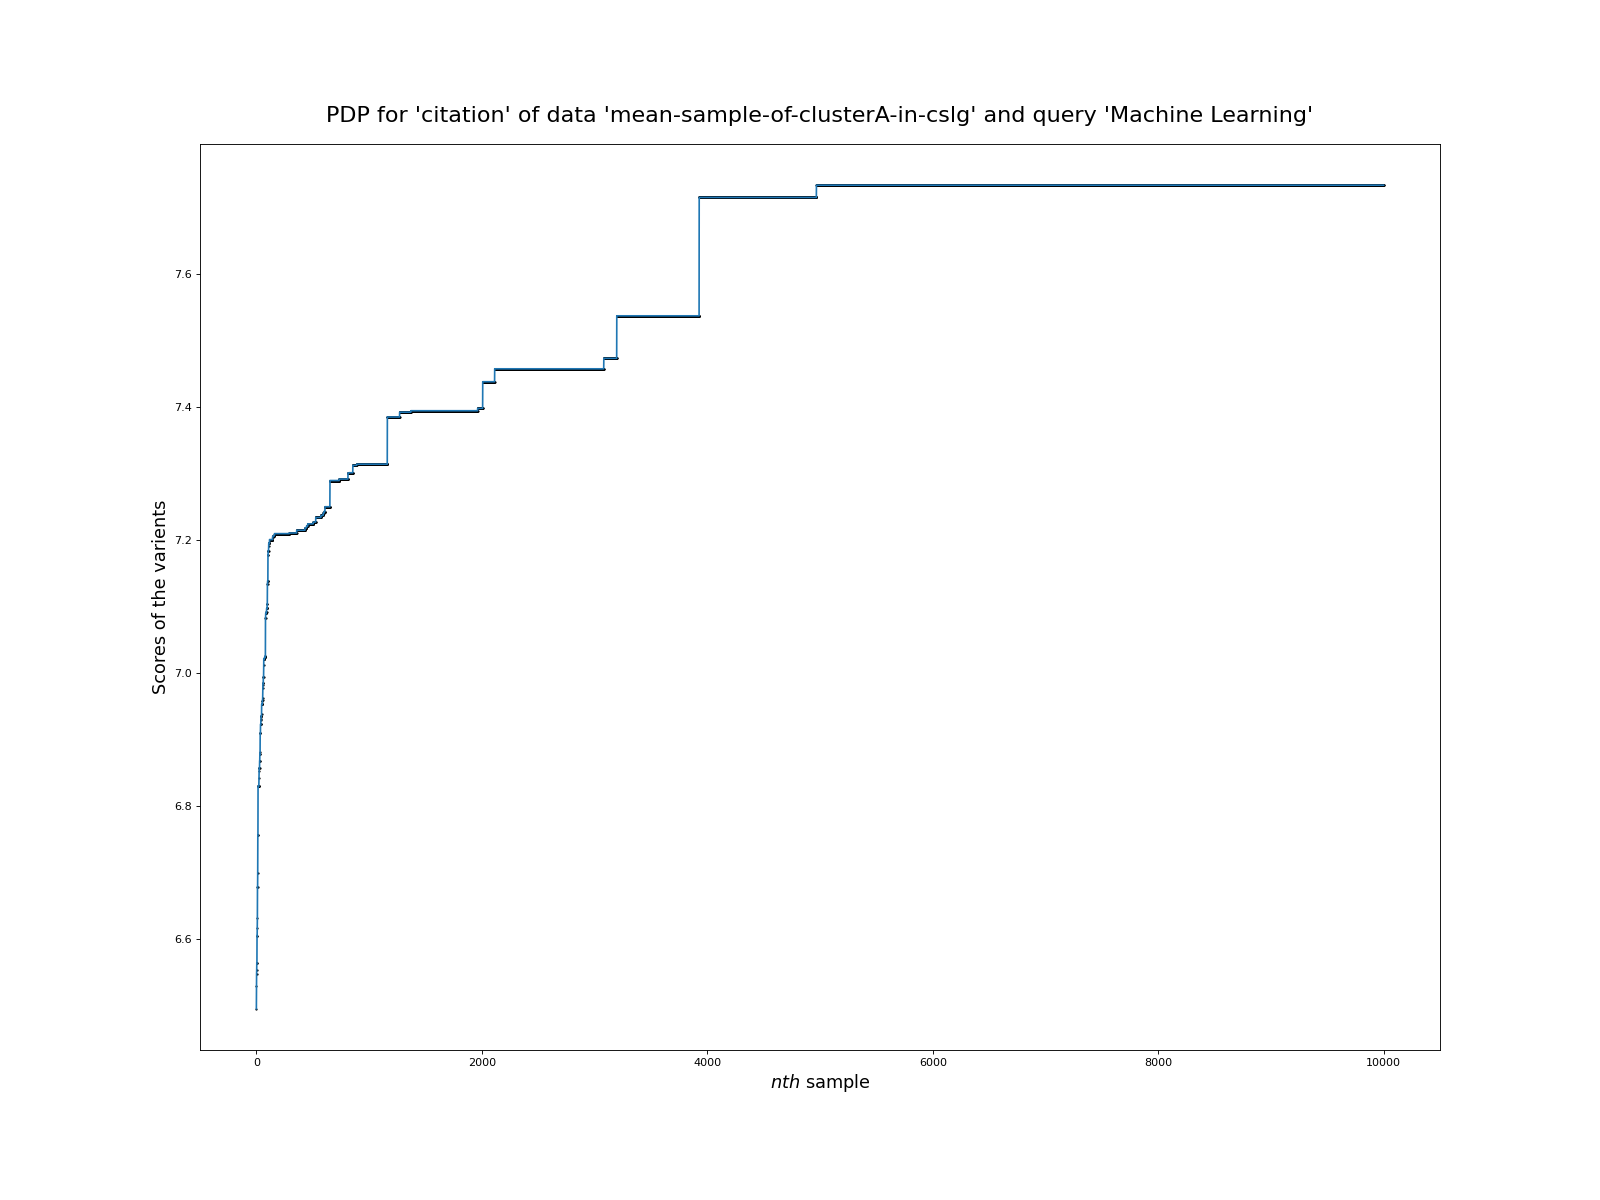 PDP for 'citation' of data 'mean-sample-of-clusterA-in-cslg' and query 'Machine Learning'
Scores of the varients
7.6
7.4
7.2
7.0
6.8
6.6
0 2000 4000 6000 8000 10000
nth sample